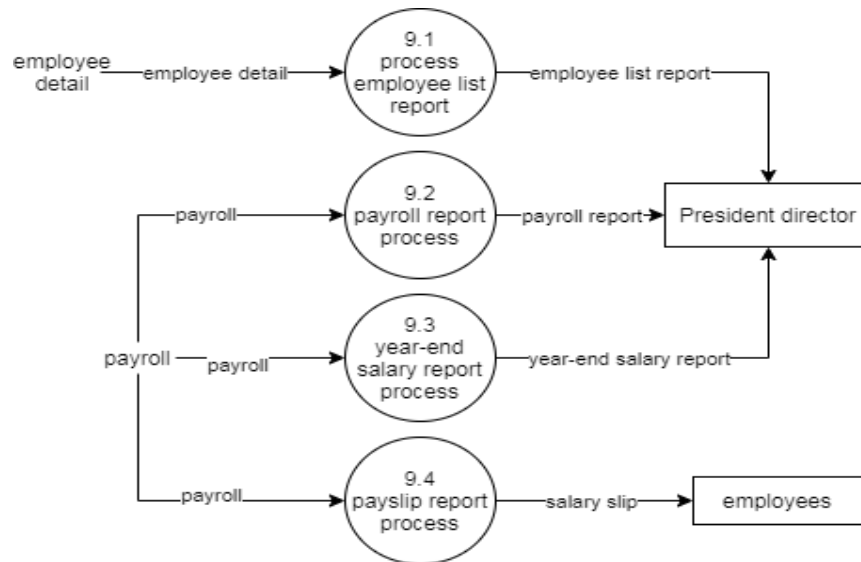 9.1
process
employee list
report
employee
detail
employee detail
employee list report
9.2
payroll report
process
payroll
payroll report
President director
9.3
year-end
salary report
process
payroll
payroll
year-end salary report
9.4
payslip report
process
payroll
salary slip
employees